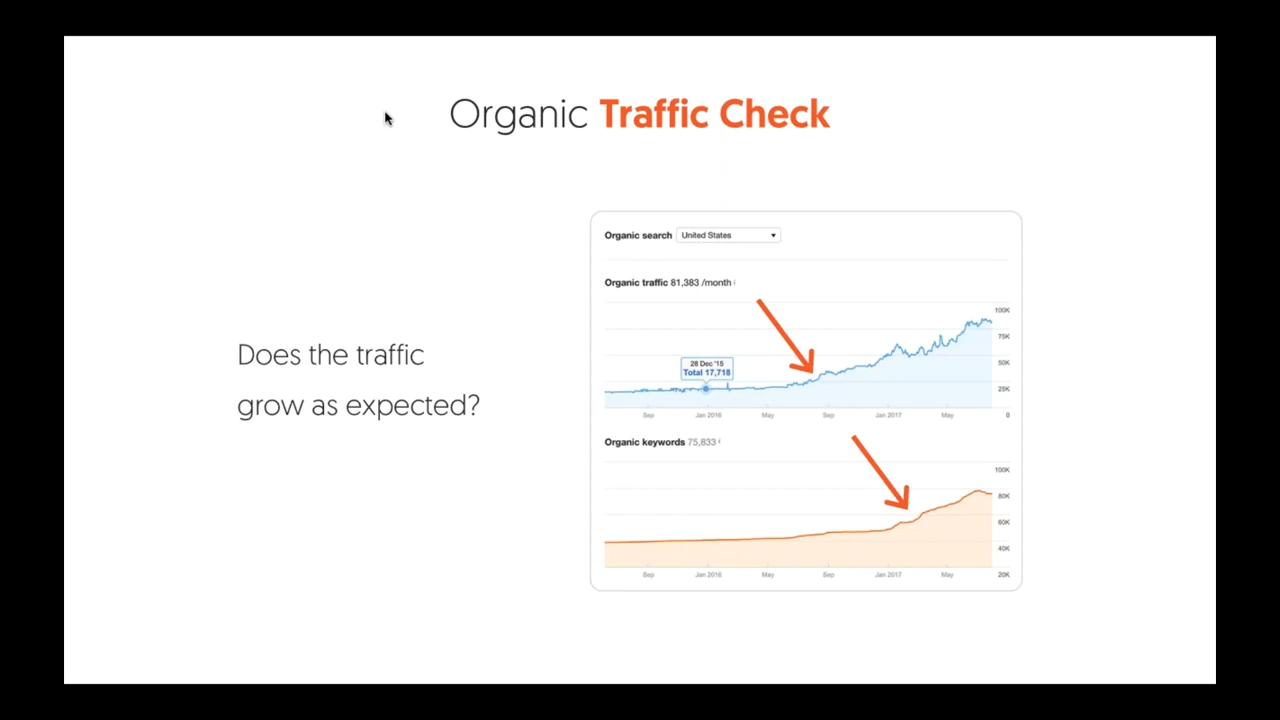 Organic Traffic Check
Does the traffic
grow as expected?
Organic search United States
Organic traffic 81,383 /month i
28 Dec '15
Total 17,718
100K
75K
50K
25K
0
Sep Jan 2016 May Sep Jan 2017 May
Organic keywords 75,833 i
100K
80K
60K
40K
20K
Sep Jan 2016 May Sep Jan 2017 May